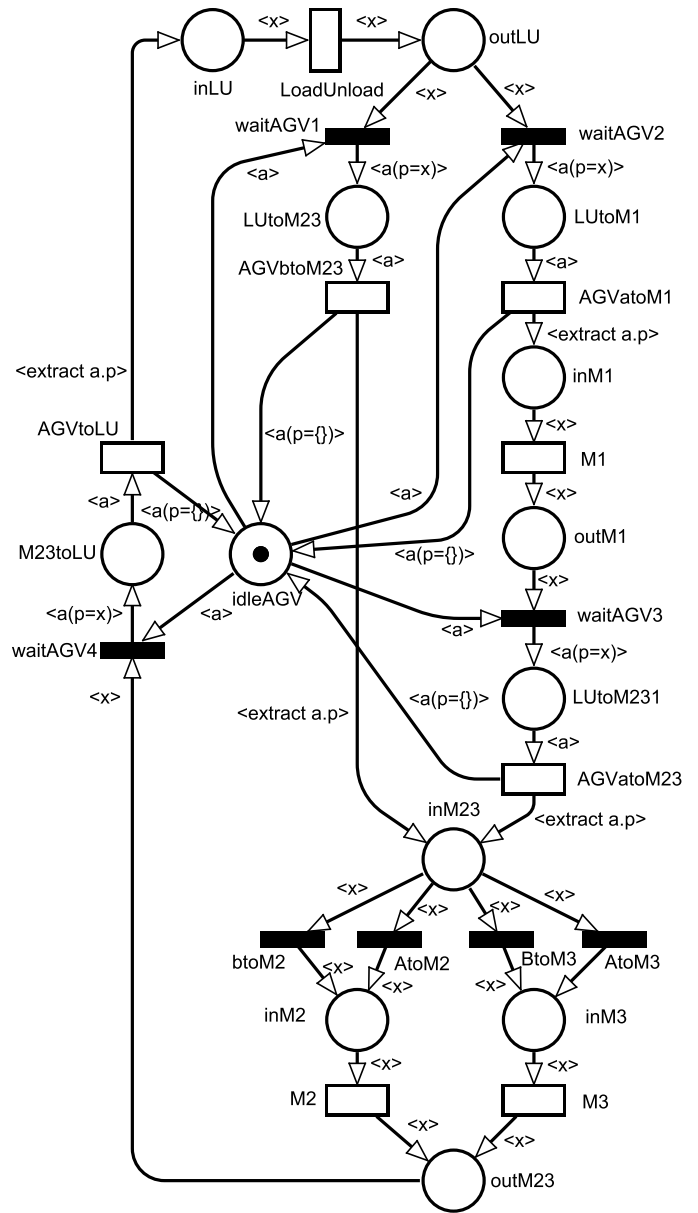 <x>
<x>
outLU
inLU
LoadUnload
<x>
<x>
waitAGV1
waitAGV2
<a>
<a(p=x)>
<a(p=x)>
LUtoM23
LUtoM1
AGVbtoM23
<a>
<a>
AGVatoM1
<extract a.p>
<extract a.p>
inM1
<x>
AGVtoLU
<a(p={})>
M1
<a>
<a>
<x>
<a(p={})>
M23toLU
outM1
<a(p={})>
<x>
idleAGV
<a(p=x)>
<a>
waitAGV3
<a>
waitAGV4
<a(p=x)>
<x>
<a(p={})>
LUtoM231
<extract a.p>
<a>
AGVatoM23
inM23
<extract a.p>
<x>
<x>
<x>
<x>
btoM2
<x>
AtoM2
BtoM3
AtoM3
<x>
<x>
inM2
inM3
<x>
<x>
M2
M3
<x>
<x>
outM23